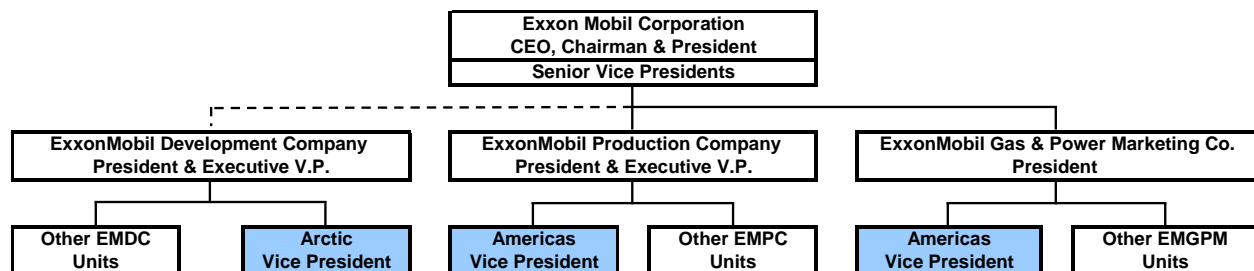 Exxon Mobil Corporation
CEO, Chairman & President
Senior Vice Presidents
ExxonMobil Development Company
President & Executive V.P.
ExxonMobil Production Company
President & Executive V.P.
ExxonMobil Gas & Power Marketing Co.
President
Other EMDC
Units
Arctic
Vice President
Americas
Vice President
Other EMPC
Units
Americas
Vice President
Other EMGPM
Units